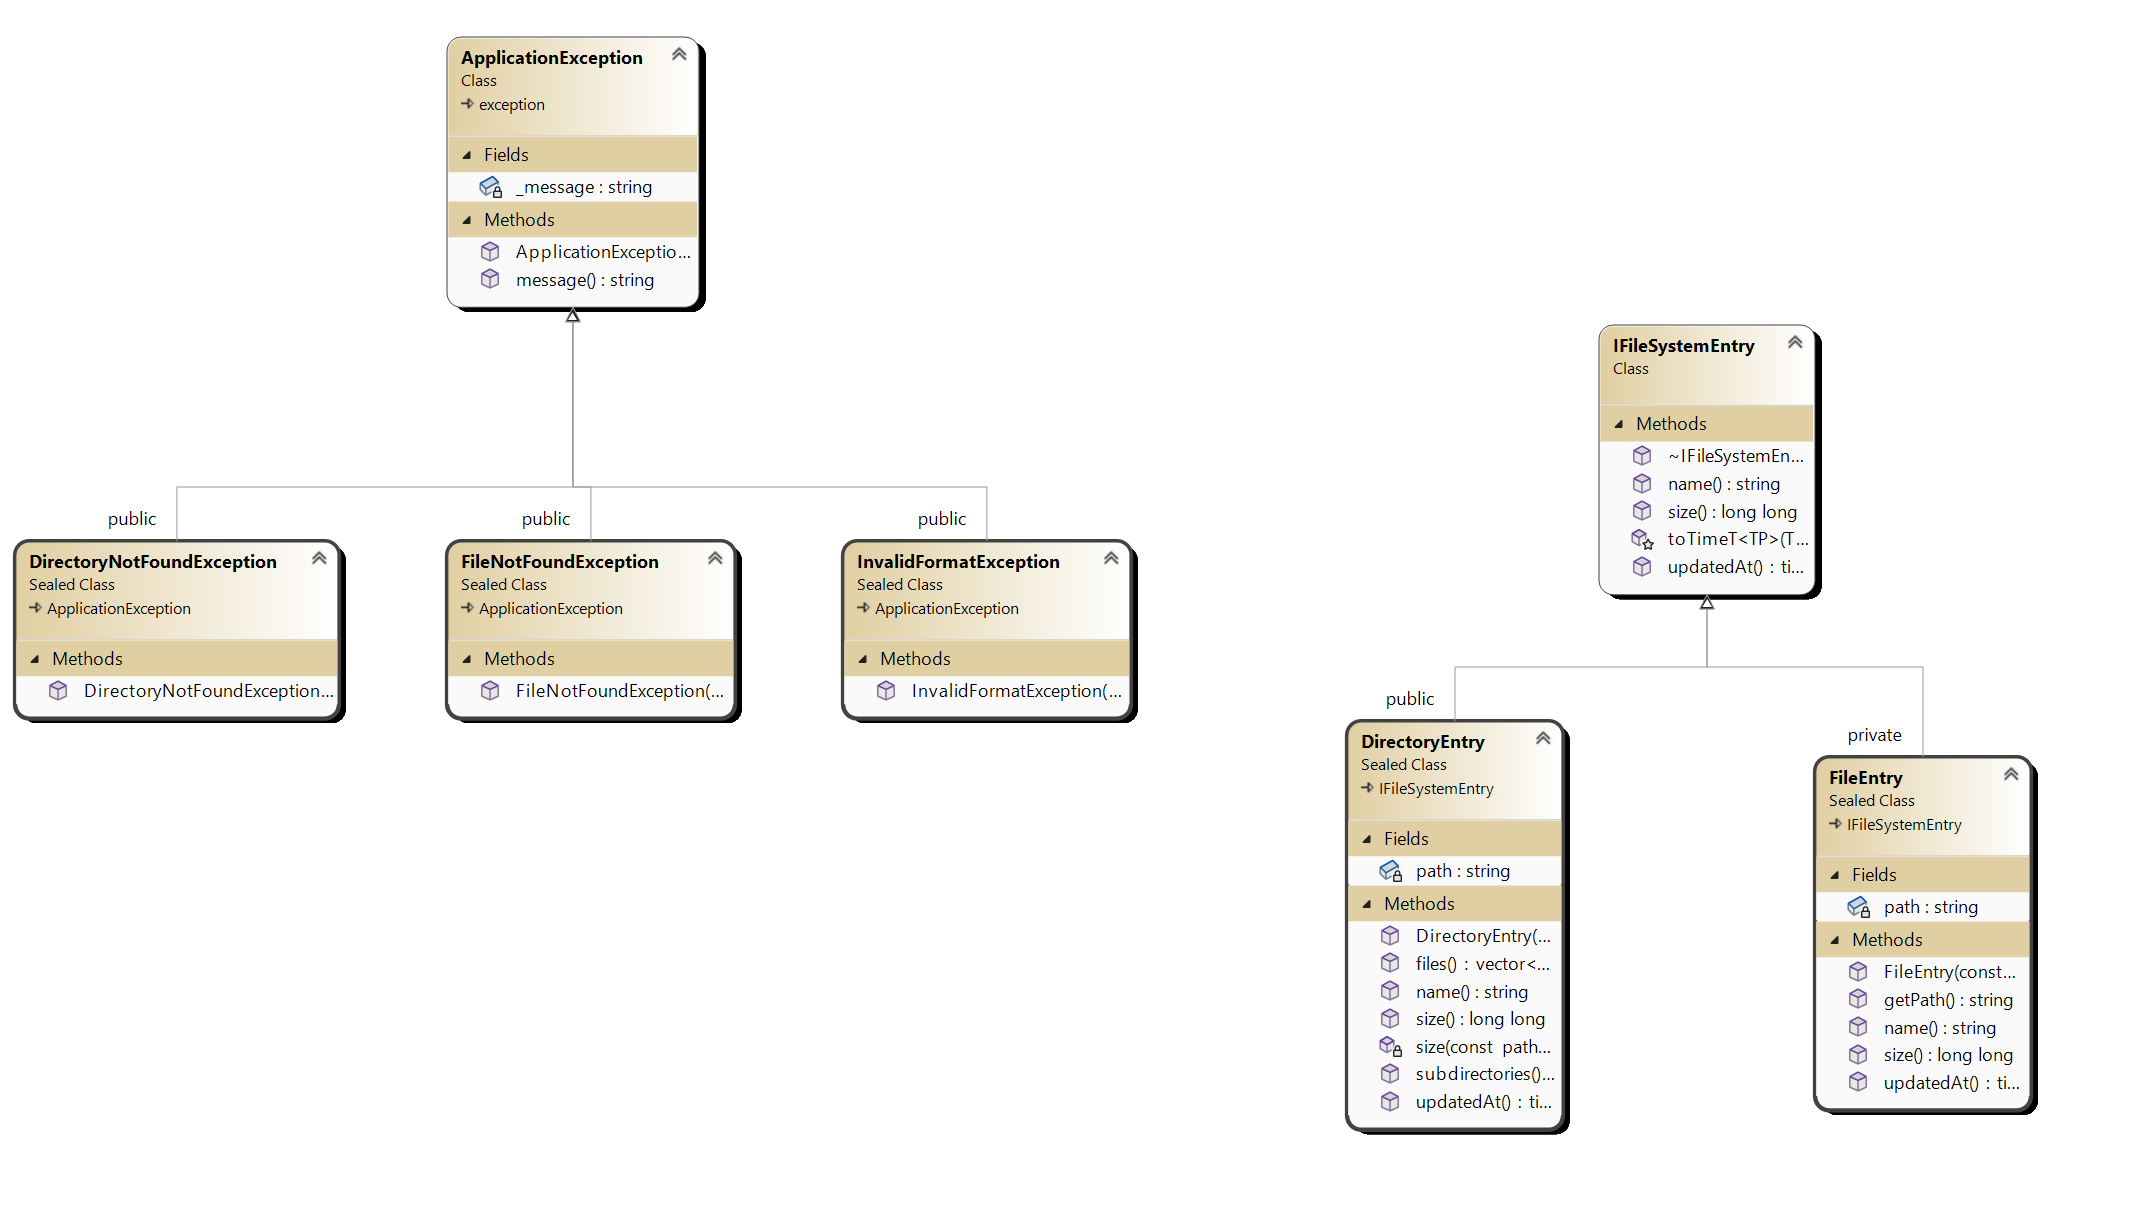 ApplicationException
Class
exception
Fields
_message : string
Methods
ApplicationExceptio...
message() : string
public
DirectoryNotFoundException
Sealed Class
ApplicationException
Methods
DirectoryNotFoundException...
public
FileNotFoundException
Sealed Class
ApplicationException
Methods
FileNotFoundException(...
public
InvalidFormatException
Sealed Class
ApplicationException
Methods
InvalidFormatException(...
IFileSystemEntry
Class
Methods
~IFileSystemEn...
name() : string
size() : long long
toTimeT<TP>(T...
updatedAt() : ti...
public
DirectoryEntry
Sealed Class
IFileSystemEntry
Fields
path : string
Methods
DirectoryEntry(...
files() : vector<...
name() : string
size() : long long
size(const path...
subdirectories()...
updatedAt() : ti...
private
FileEntry
Sealed Class
IFileSystemEntry
Fields
path : string
Methods
FileEntry(const...
getPath() : string
name() : string
size() : long long
updatedAt() : ti...